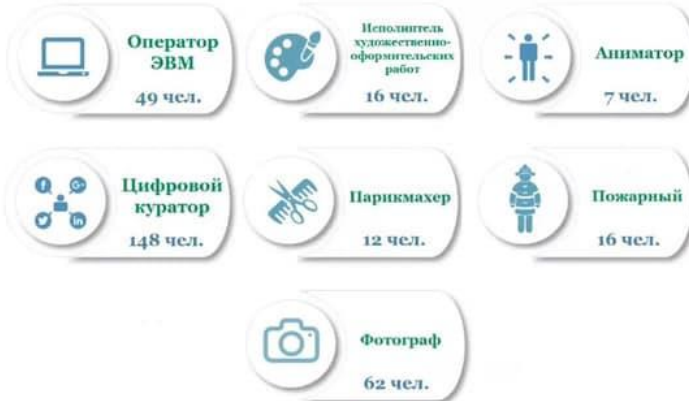 Оператор
ЭВМ
49 чел.
Исполнитель
художественно-
оформительских
работ
16 чел.
Аниматор
7 чел.
Цифровой
куратор
148 чел.
Парикмахер
12 чел.
Пожарный
16 чел.
Фотограф
62 чел.